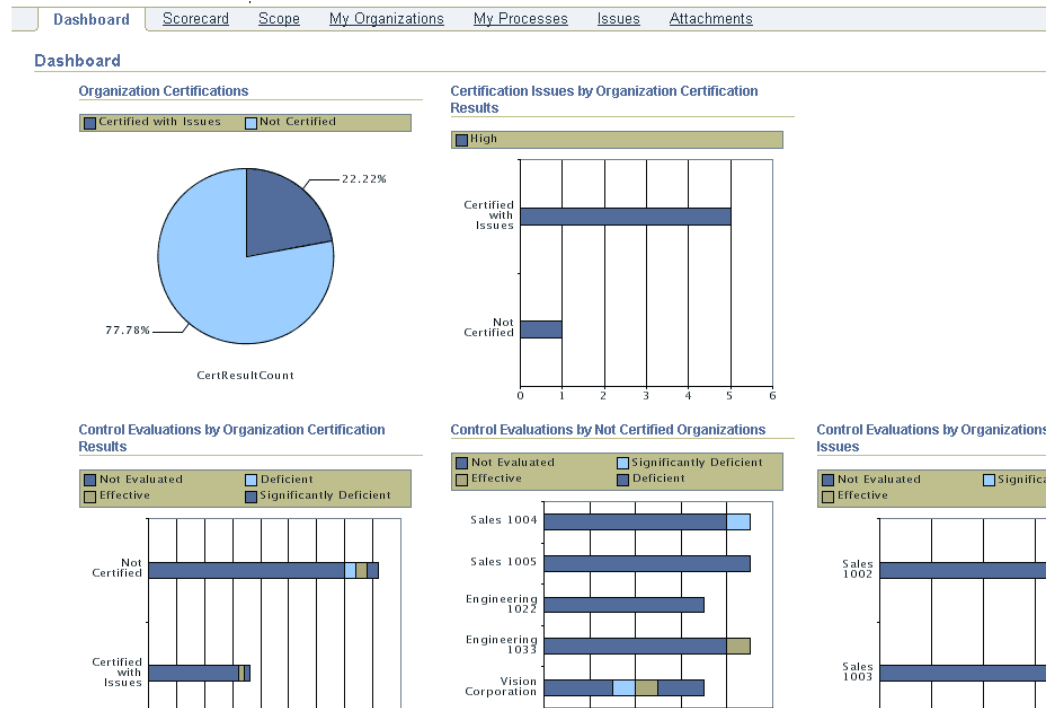 Dashboard Scorecard Scope My Organizations My Processes Issues Attachments
Dashboard
Organization Certifications
Certified with Issues Not Certified
22.22%
77.78%
CertResultCount
Certification Issues by Organization Certification
Results
High
Certified
with
Issues
Not
Certified
0 1 2 3 4 5 6
Control Evaluations by Organization Certification
Results
Not Evaluated Deficient
Effective Significantly Deficient
Not
Certified
Certified
with
Issues
Control Evaluations by Not Certified Organizations
Not Evaluated Significantly Deficient
Effective Deficient
Sales 1004
Sales 1005
Engineering
1022
Engineering
1033
Vision
Corporation
Control Evaluations by Organizations
Issues
Not Evaluated Significa
Effective
Sales
1002
Sales
1003